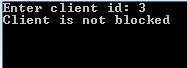 Enter client id: 3
Client is not blocked